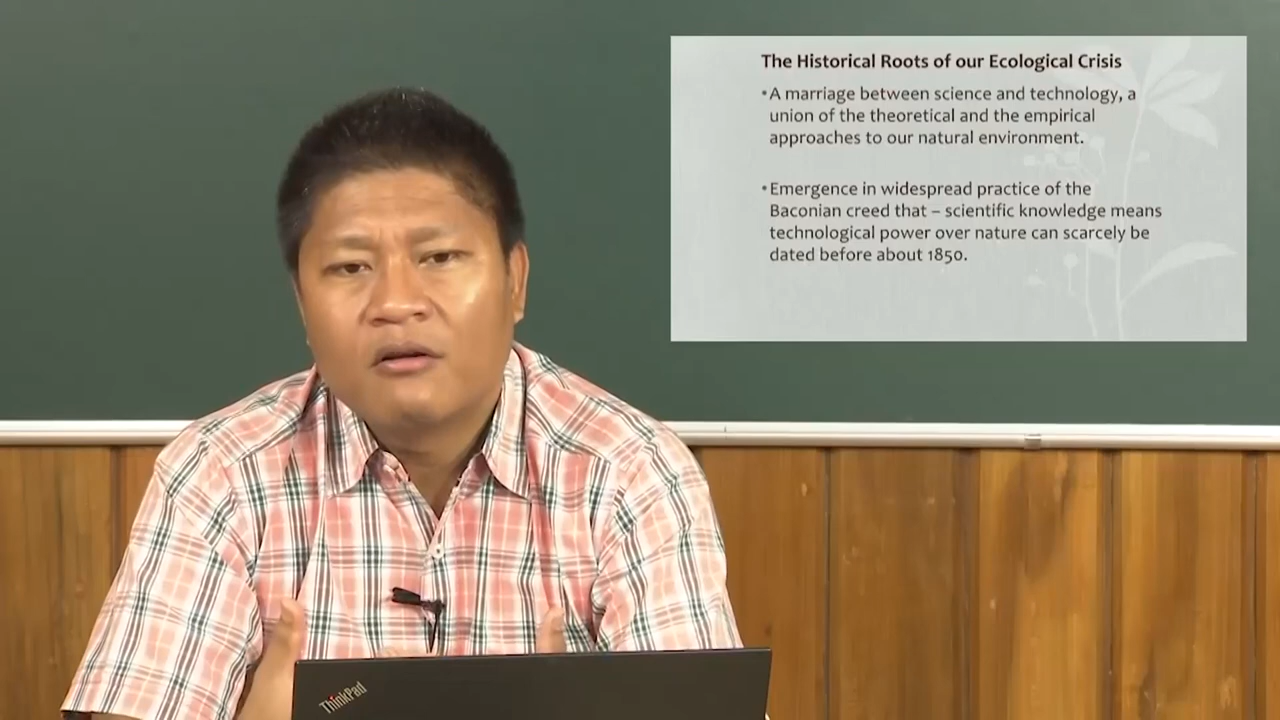 The Historical Roots of our Ecological Crisis
•A marriage between science and technology, a
union of the theoretical and the empirical
approaches to our natural environment.
•Emergence in widespread practice of the
Baconian creed that – scientific knowledge means
technological power over nature can scarcely be
dated before about 1850.
ThinkPad